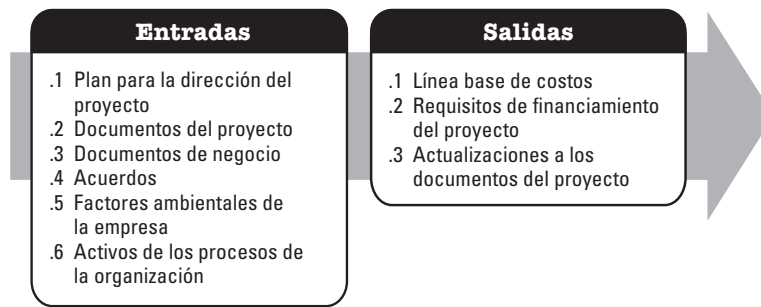 Entradas
.1 Plan para la dirección del
proyecto
.2 Documentos del proyecto
.3 Documentos de negocio
.4 Acuerdos
.5 Factores ambientales de
la empresa
.6 Activos de los procesos de
la organización
Salidas
.1 Línea base de costos
.2 Requisitos de financiamiento
del proyecto
.3 Actualizaciones a los
documentos del proyecto